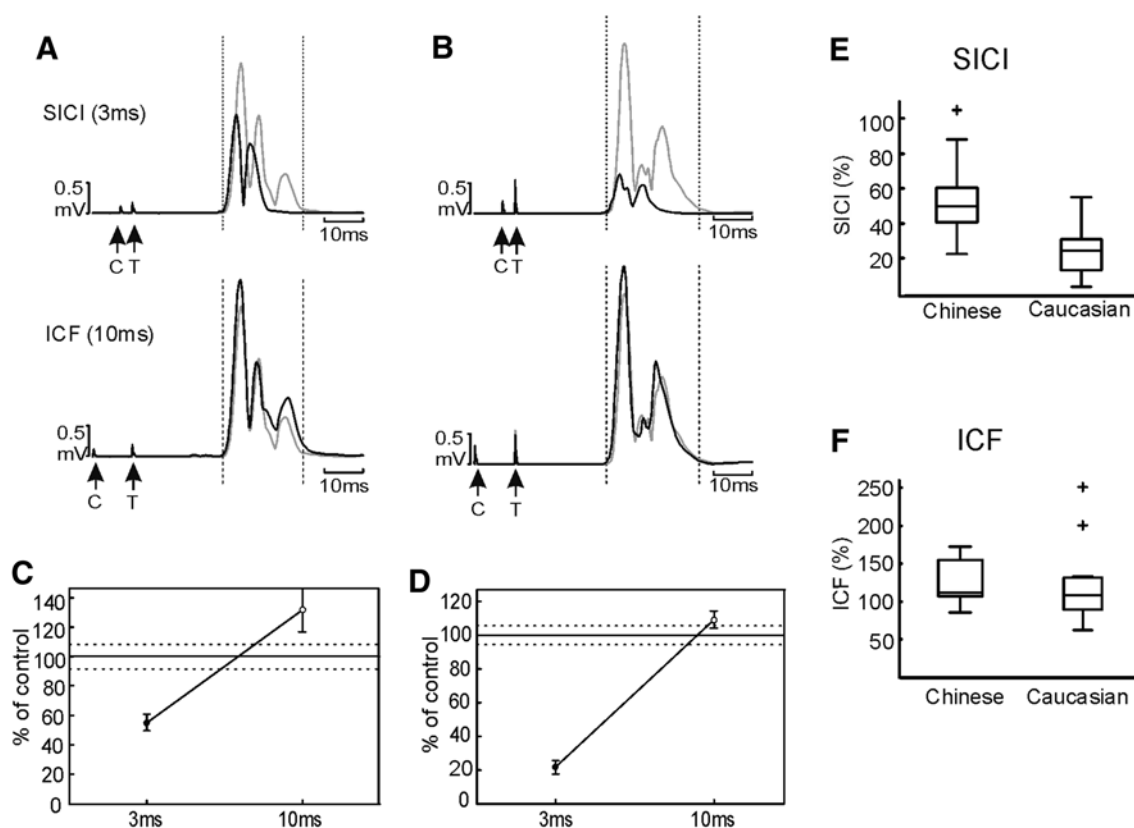 A
SICI (3ms)
0.5
mV
10ms
C T
ICF (10ms)
0.5
mV
10ms
C T
B
0.5
mV
10ms
C T
0.5
mV
10ms
C T
C
% of control
140
120
100
80
60
40
20
0
3ms 10ms
D
% of control
120
100
80
60
40
20
0
3ms 10ms
E SICI
SICI (%)
100
80
60
40
20
Chinese Caucasian
F ICF
ICF (%)
250
200
150
100
50
Chinese Caucasian